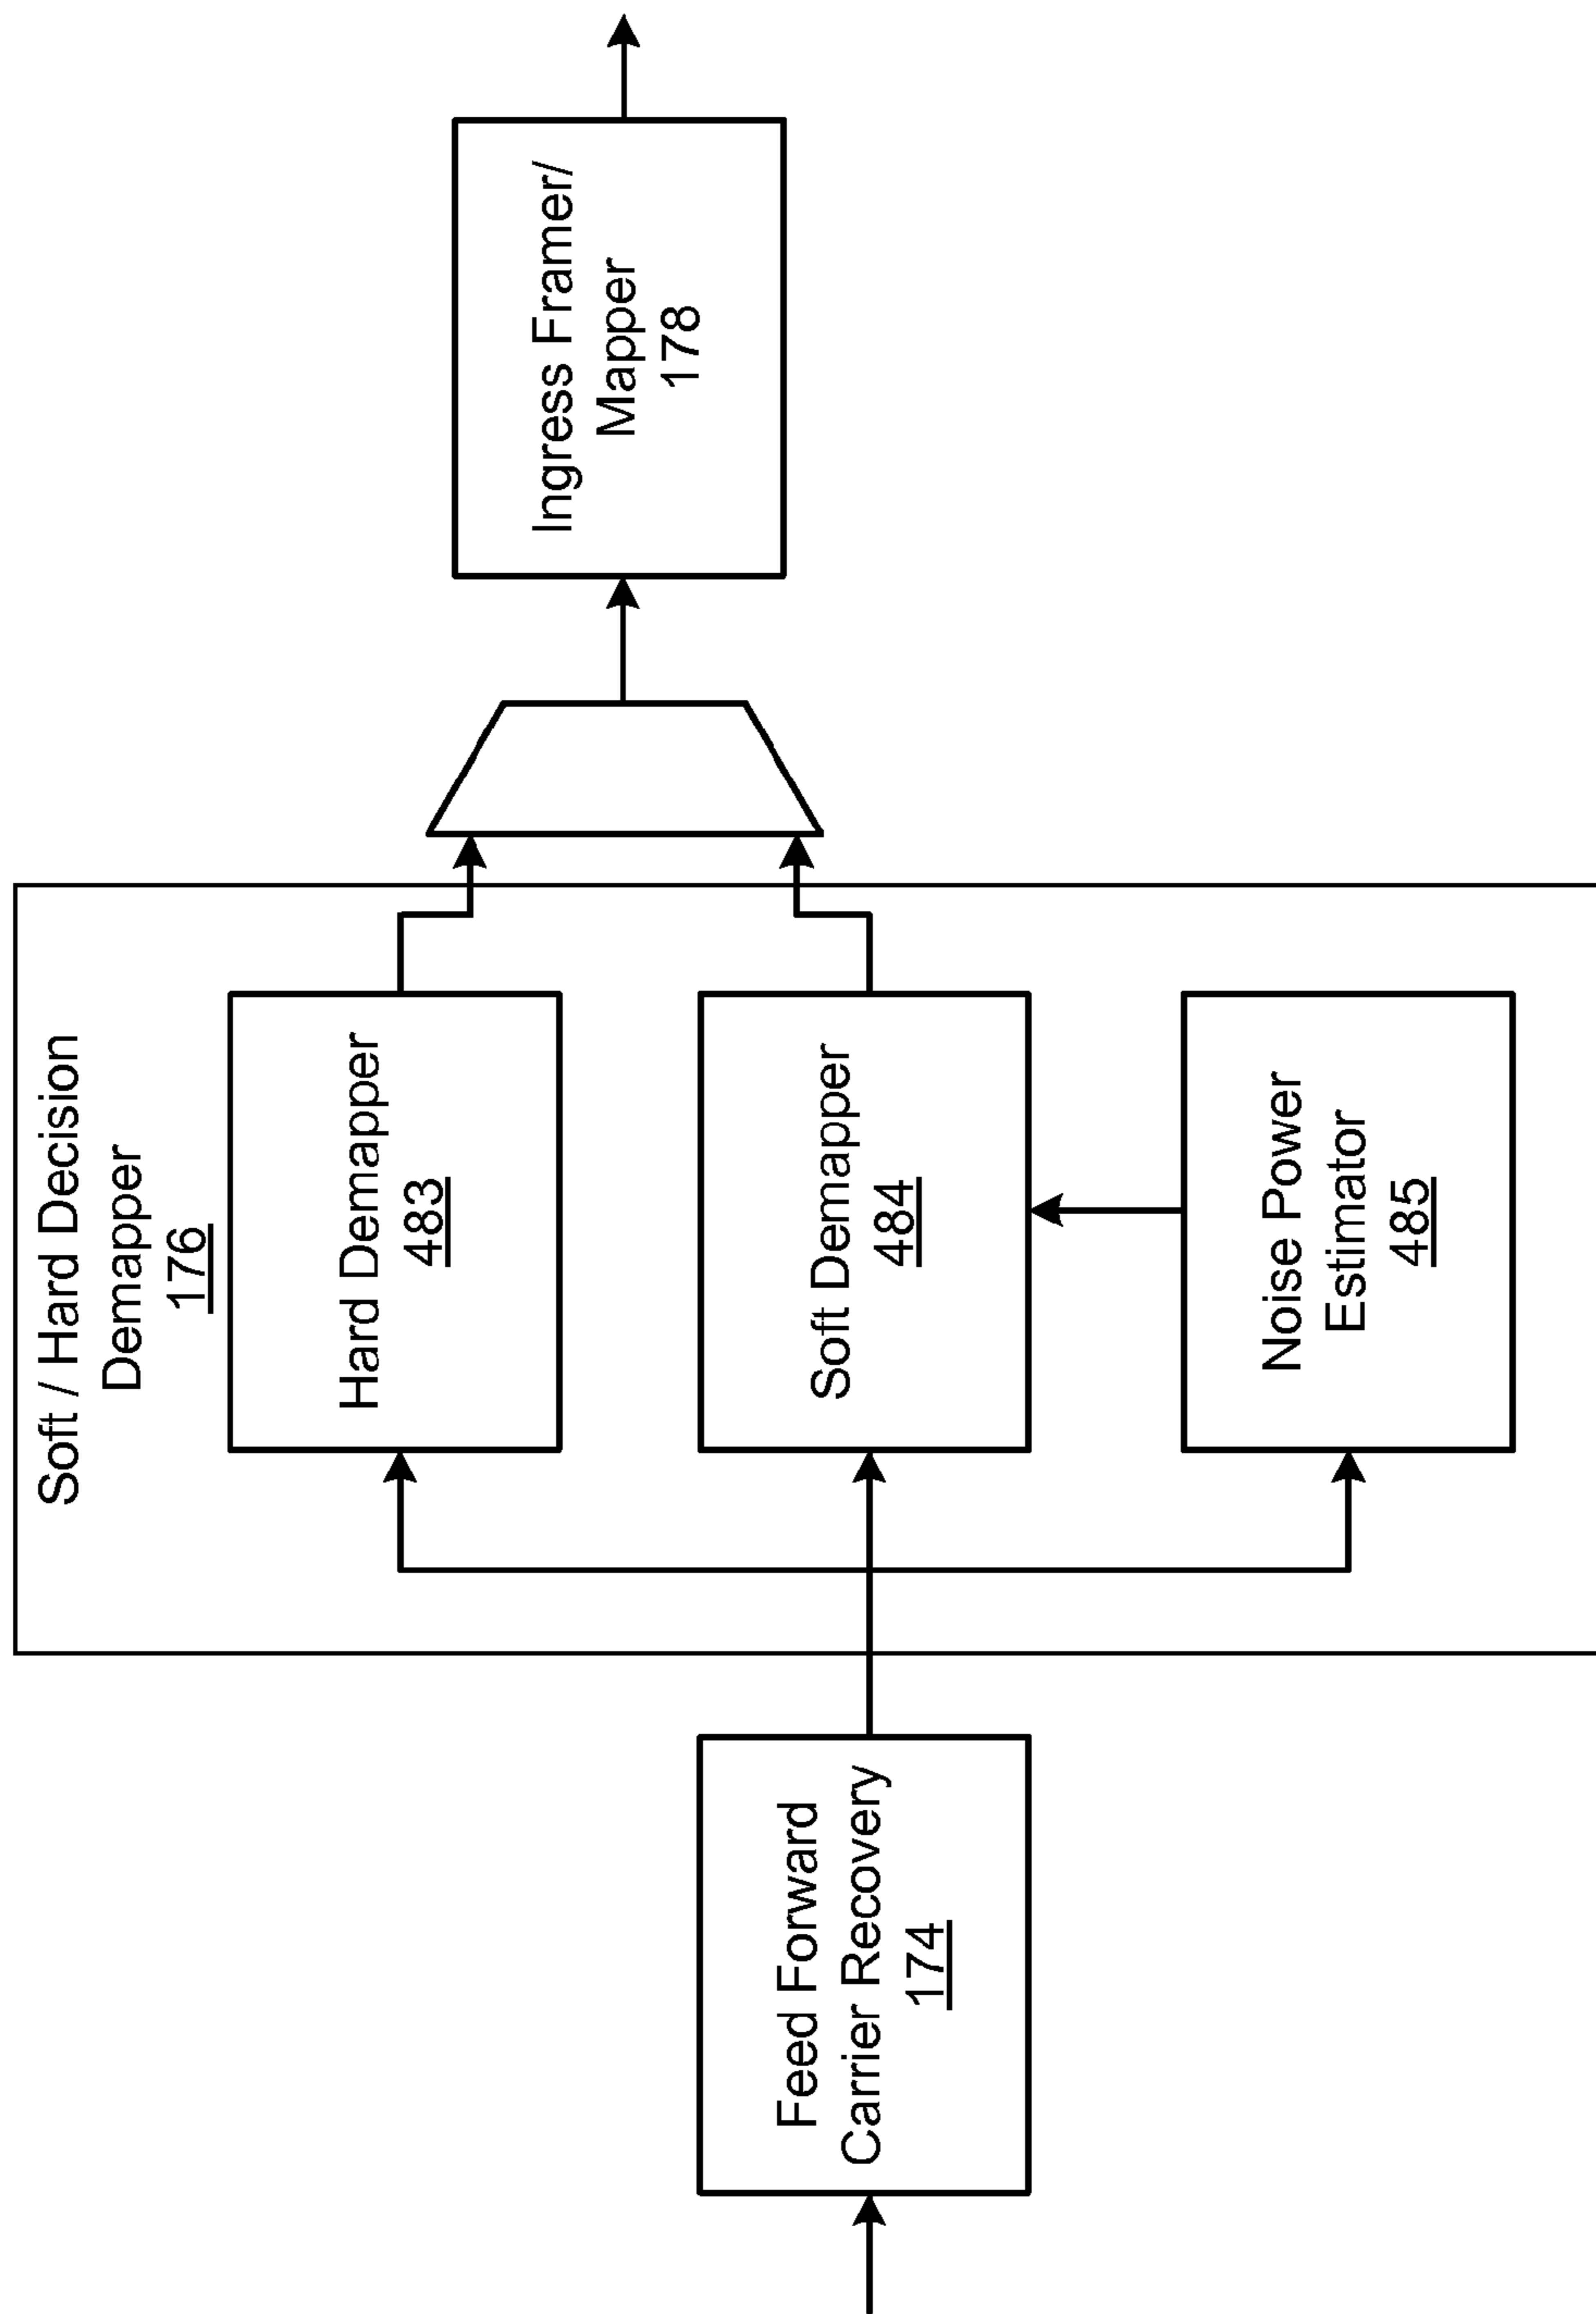 Soft / Hard Decision
Demapper
176
Hard Demapper
483
Soft Demapper
484
Noise Power
Estimator
485
Feed Forward
Carrier Recovery
174
Ingress Framer/
Mapper
178